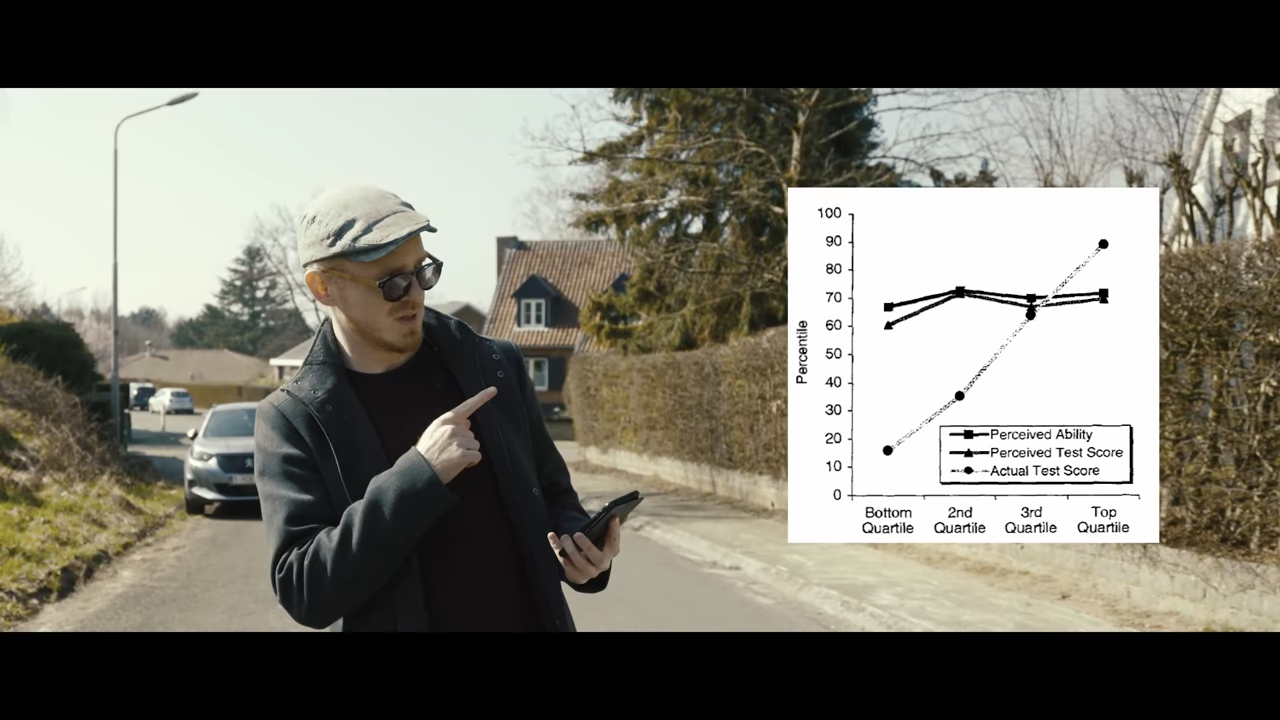 100
90
80
70
60
50
40
30
20
10
0
Percentile
Perceived Ability
Perceived Test Score
Actual Test Score
Bottom Quartile
2nd Quartile
3rd Quartile
Top Quartile